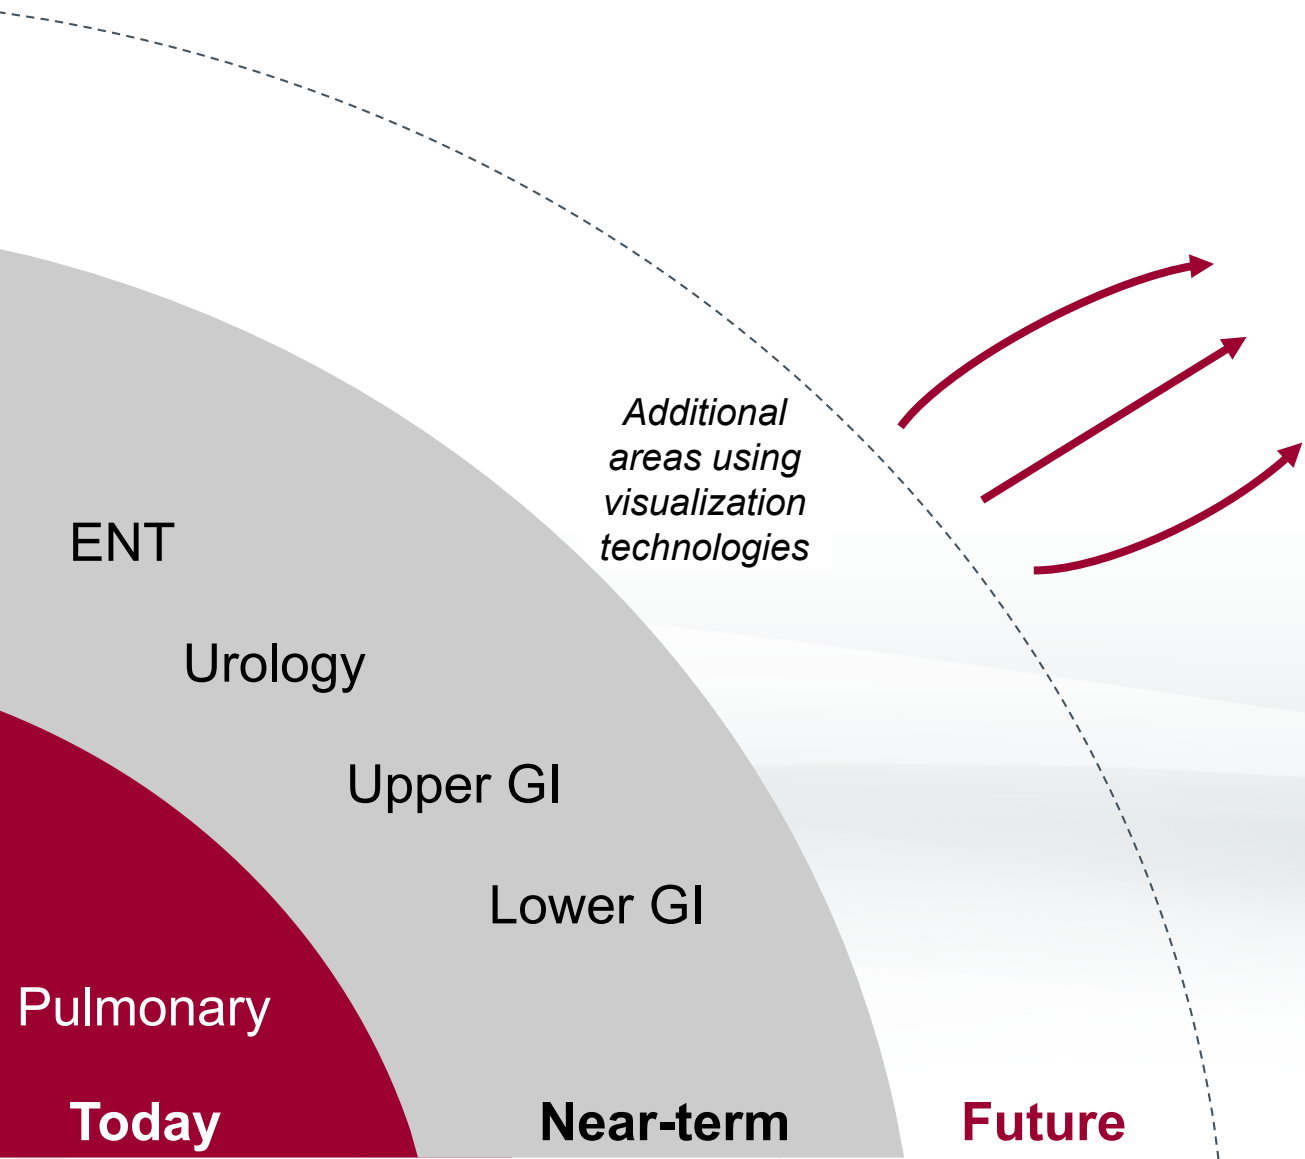 Additional
areas using
visualization
technologies
ENT
Urology
Upper GI
Lower GI
Pulmonary
Today
Near-term
Future